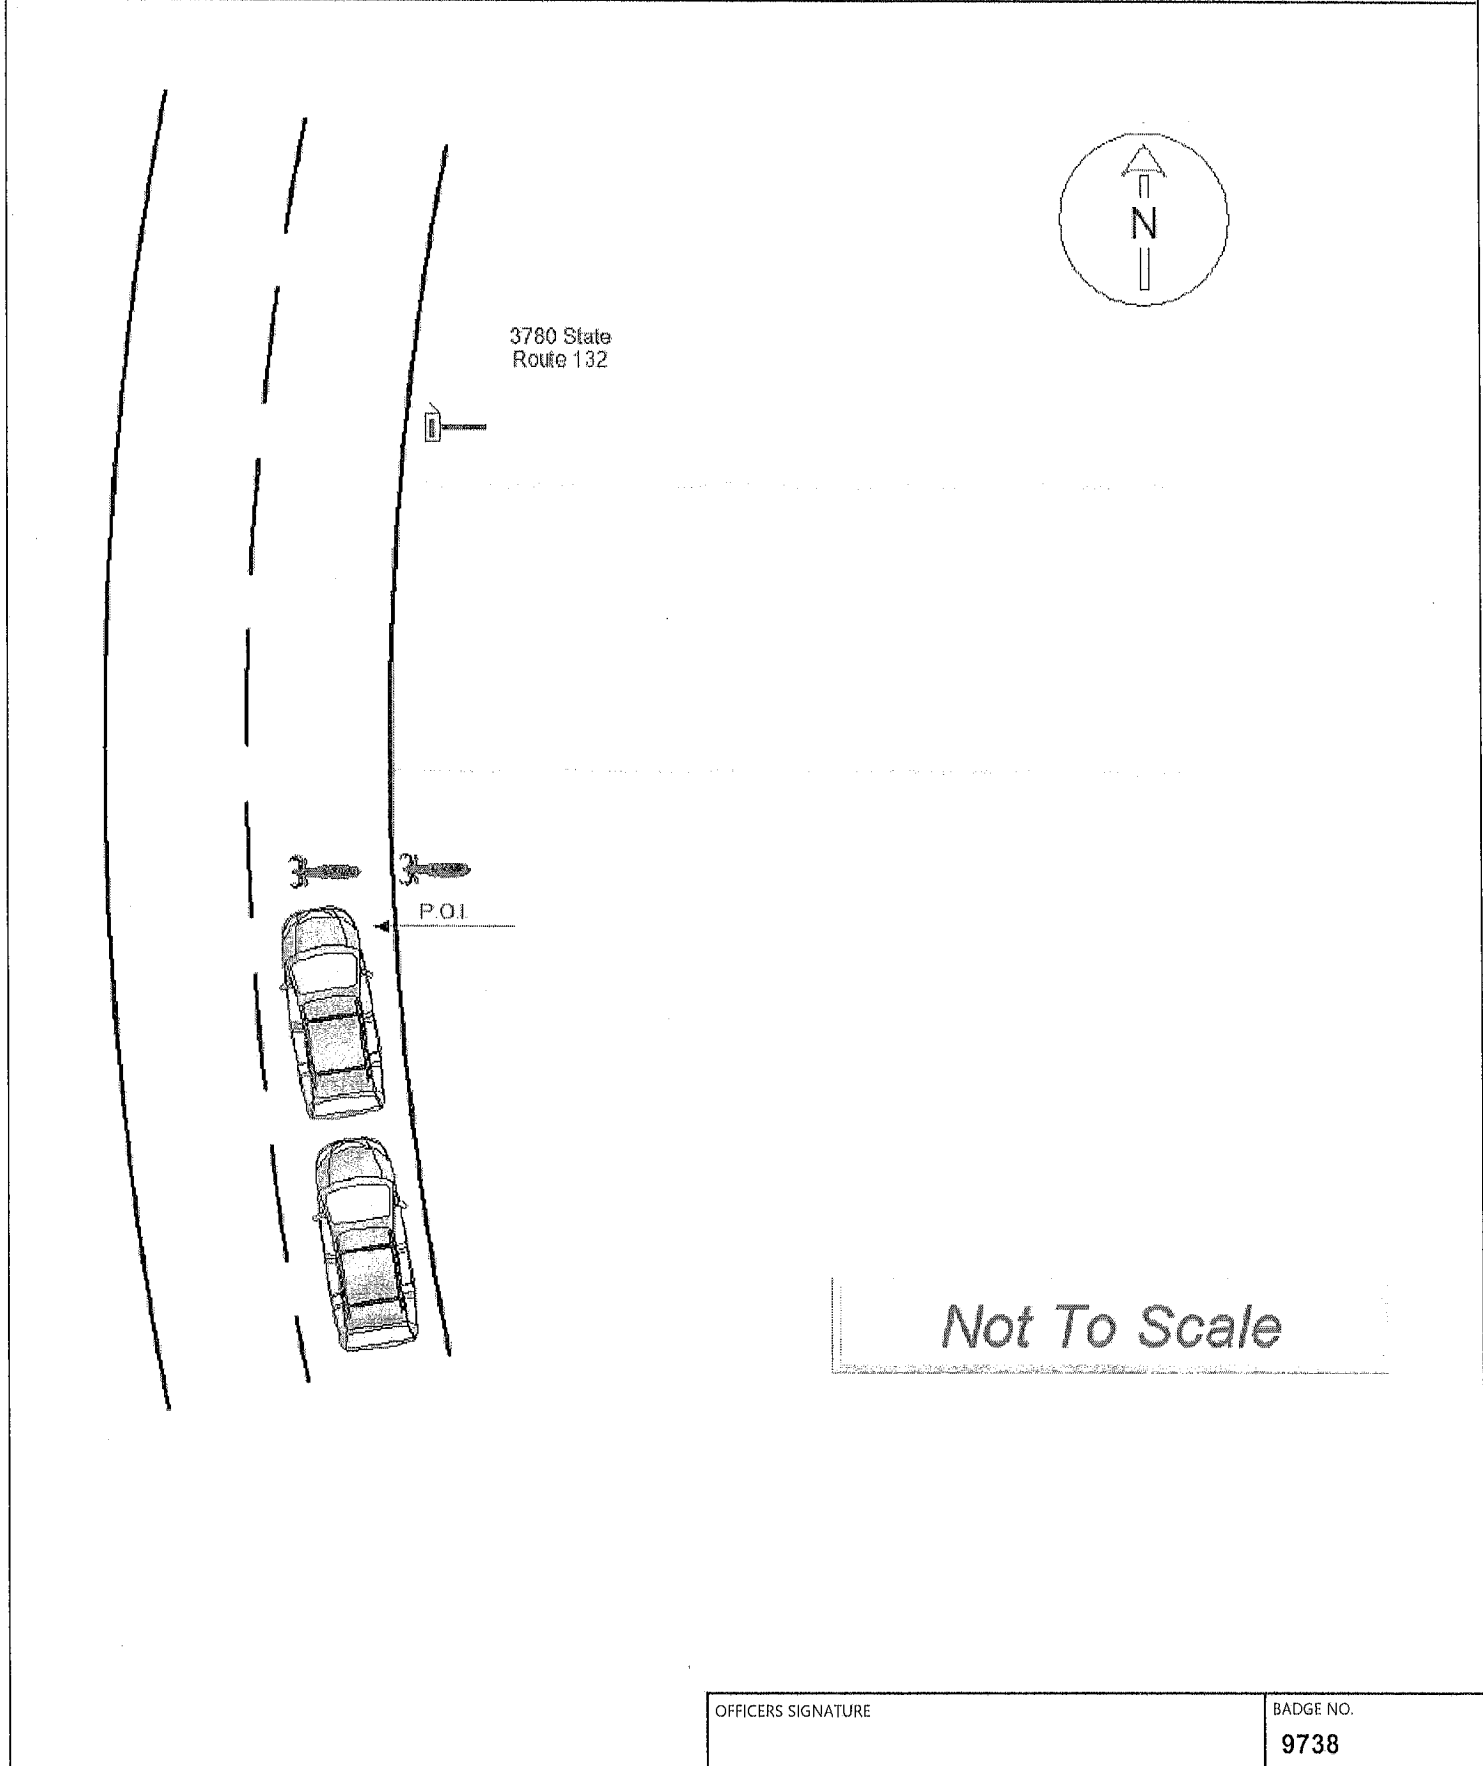 N
3780 State
Route 132
P.O.I.
Not To Scale
OFFICERS SIGNATURE
BADGE NO.
9738